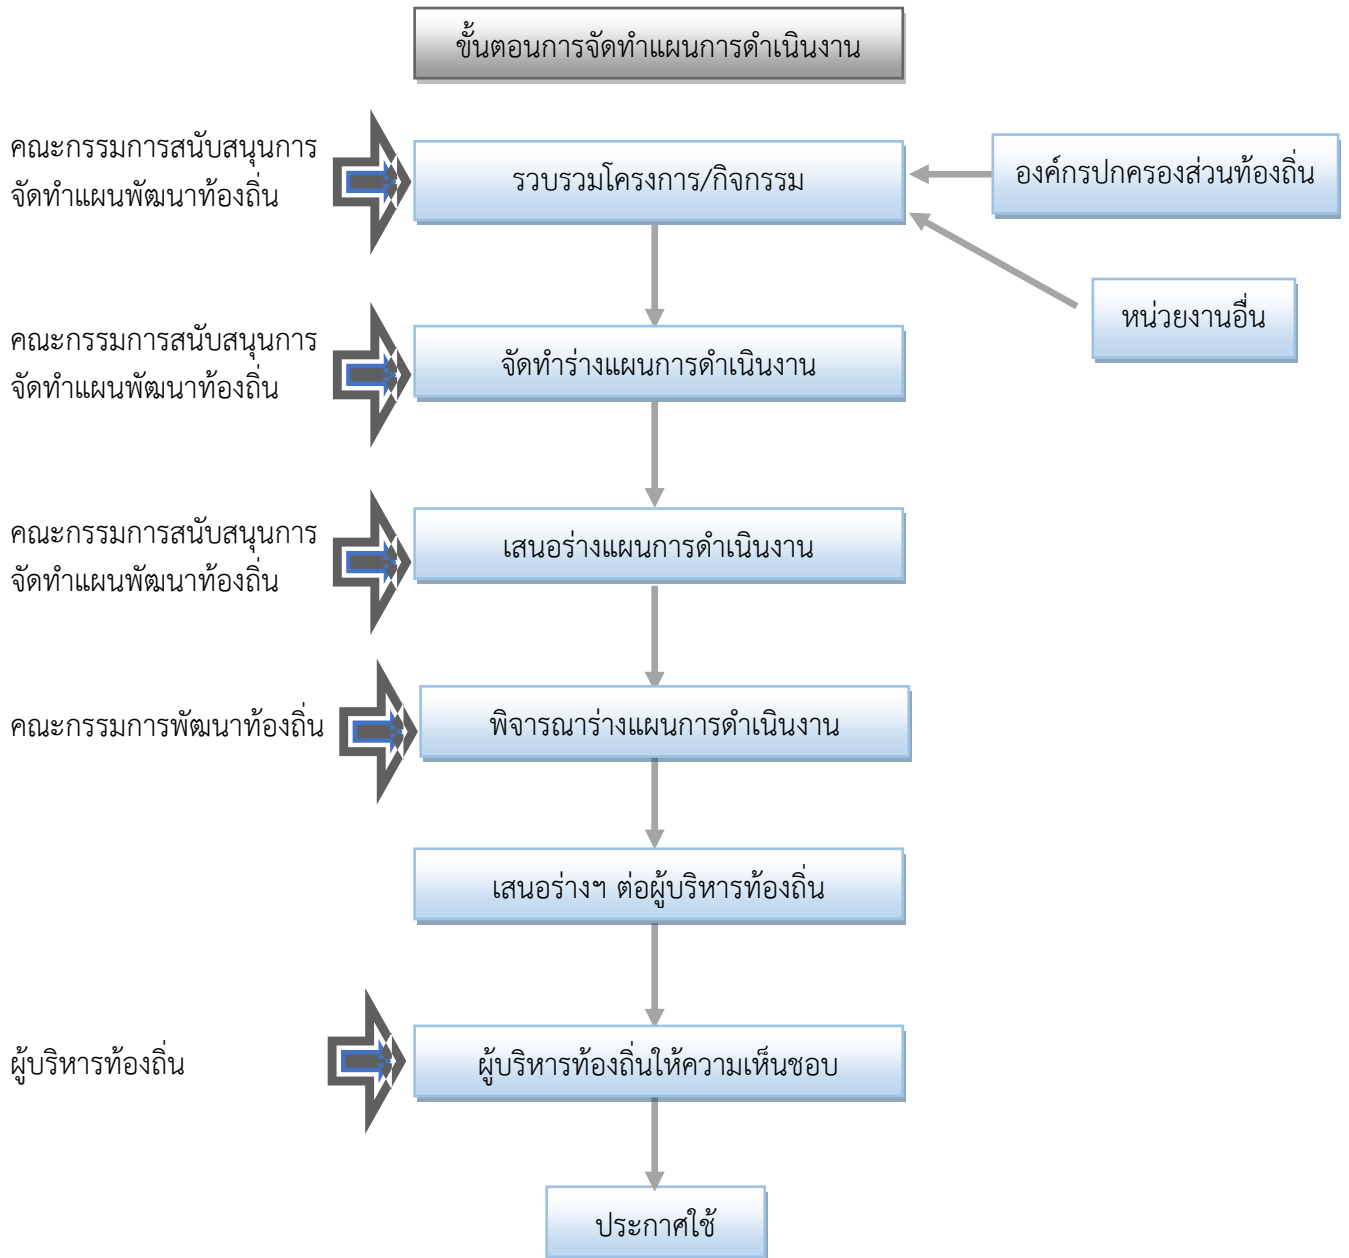 ขั้นตอนการจัดทำแผนการดำเนินงาน
คณะกรรมการสนับสนุนการ
จัดทำแผนพัฒนาท้องถิ่น
รวบรวมโครงการ/กิจกรรม
องค์กรปกครองส่วนท้องถิ่น
หน่วยงานอื่น
คณะกรรมการสนับสนุนการ
จัดทำแผนพัฒนาท้องถิ่น
จัดทำร่างแผนการดำเนินงาน
คณะกรรมการสนับสนุนการ
จัดทำแผนพัฒนาท้องถิ่น
เสนอร่างแผนการดำเนินงาน
คณะกรรมการพัฒนาท้องถิ่น
พิจารณาร่างแผนการดำเนินงาน
เสนอร่างฯ ต่อผู้บริหารท้องถิ่น
ผู้บริหารท้องถิ่น
ผู้บริหารท้องถิ่นให้ความเห็นชอบ
ประกาศใช้